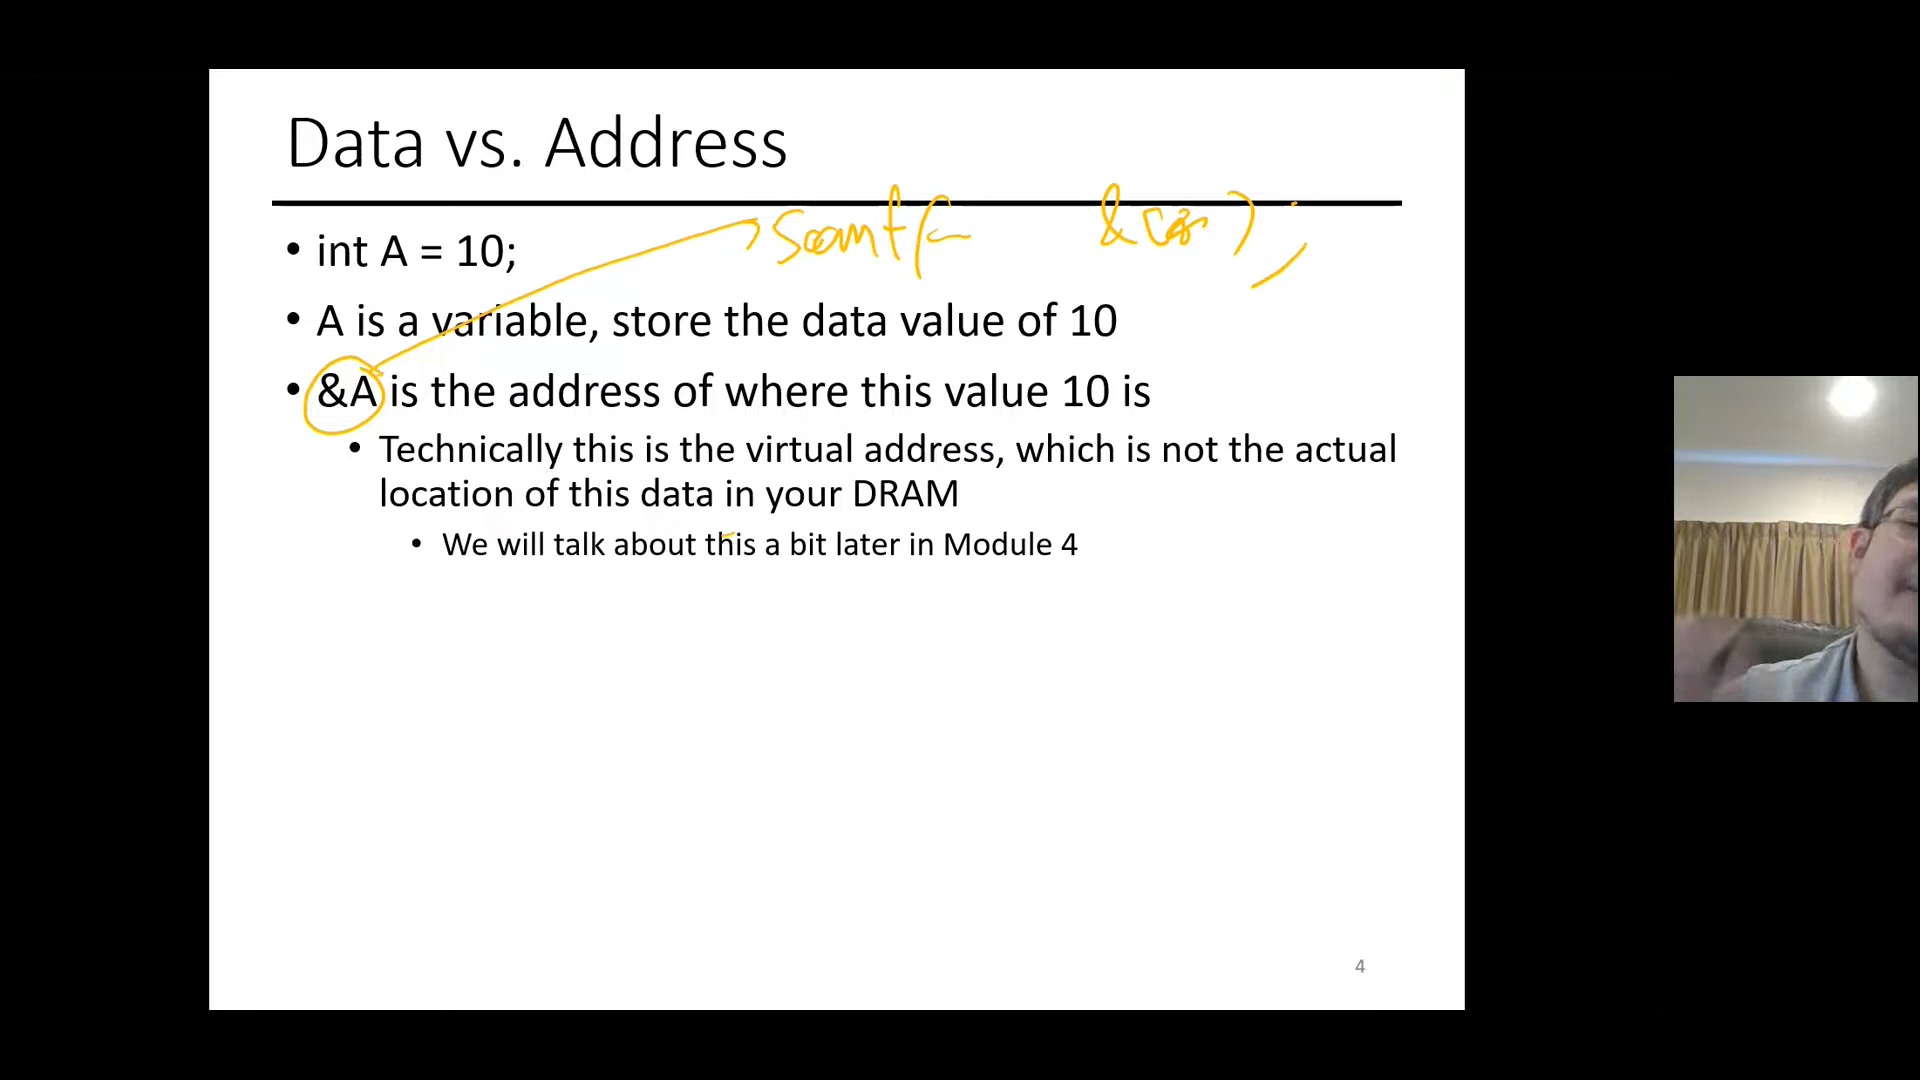 Data vs. Address
scanf( &
• int A = 10;
• A is a variable, store the data value of 10
• &A is the address of where this value 10 is
• Technically this is the virtual address, which is not the actual
location of this data in your DRAM
• We will talk about this a bit later in Module 4
4